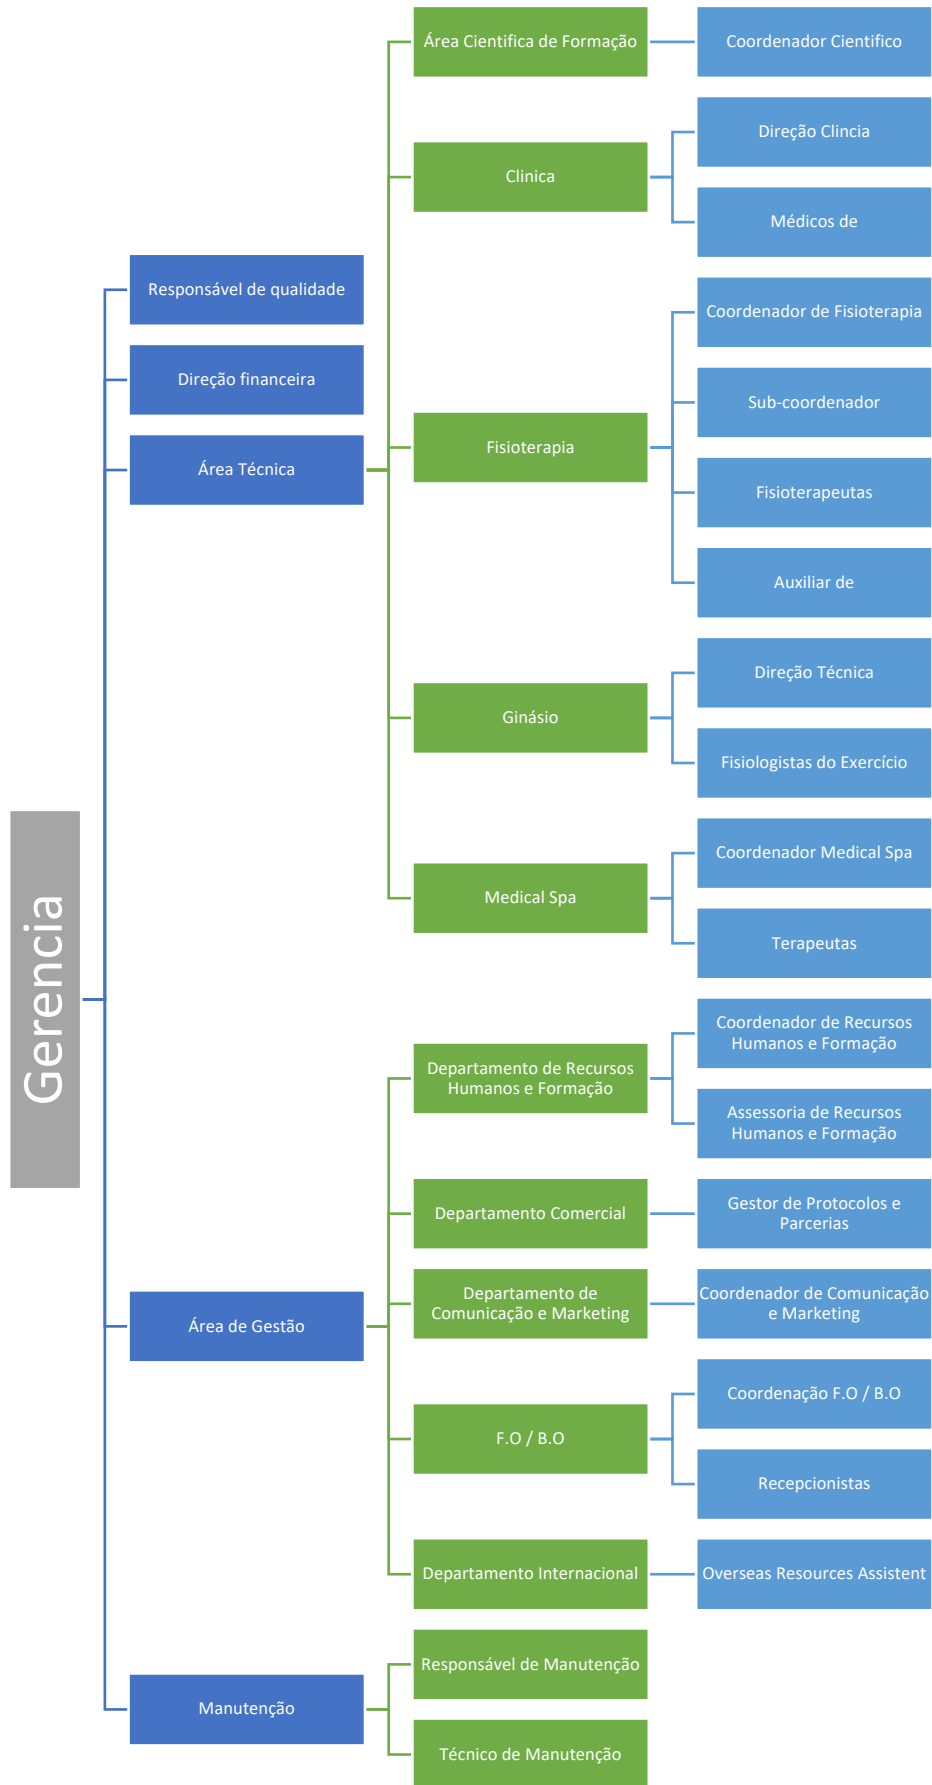 Gerencia
Responsável de qualidade
Direção financeira
Área Técnica
Área Cientifica de Formação
Coordenador Cientifico
Clinica
Direção Clincia
Médicos de
Fisioterapia
Coordenador de Fisioterapia
Sub-coordenador
Fisioterapeutas
Auxiliar de
Ginásio
Direção Técnica
Fisiologistas do Exercício
Medical Spa
Coordenador Medical Spa
Terapeutas
Área de Gestão
Departamento de Recursos
Humanos e Formação
Coordenador de Recursos
Humanos e Formação
Assessoria de Recursos
Humanos e Formação
Departamento Comercial
Gestor de Protocolos e
Parcerias
Departamento de
Comunicação e Marketing
Coordenador de Comunicação
e Marketing
F.O / B.O
Coordenação F.O / B.O
Recepcionistas
Departamento Internacional
Overseas Resources Assistent
Manutenção
Responsável de Manutenção
Técnico de Manutenção